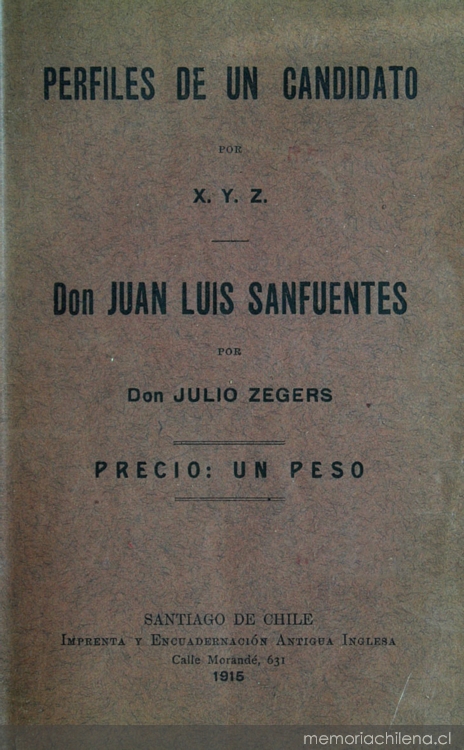 PERFILES DE UN CANDIDATO
POR
X. Y. Z.
Don JUAN LUIS SANFUENTES
POR
Don JULIO ZEGERS
PRECIO: UN PESO
SANTIAGO DE CHILE
IMPRENTA Y ENCUADERNACIÓN ANTIGUA INGLESA
Calle Morandé, 631
1915
memoriachilena.cl